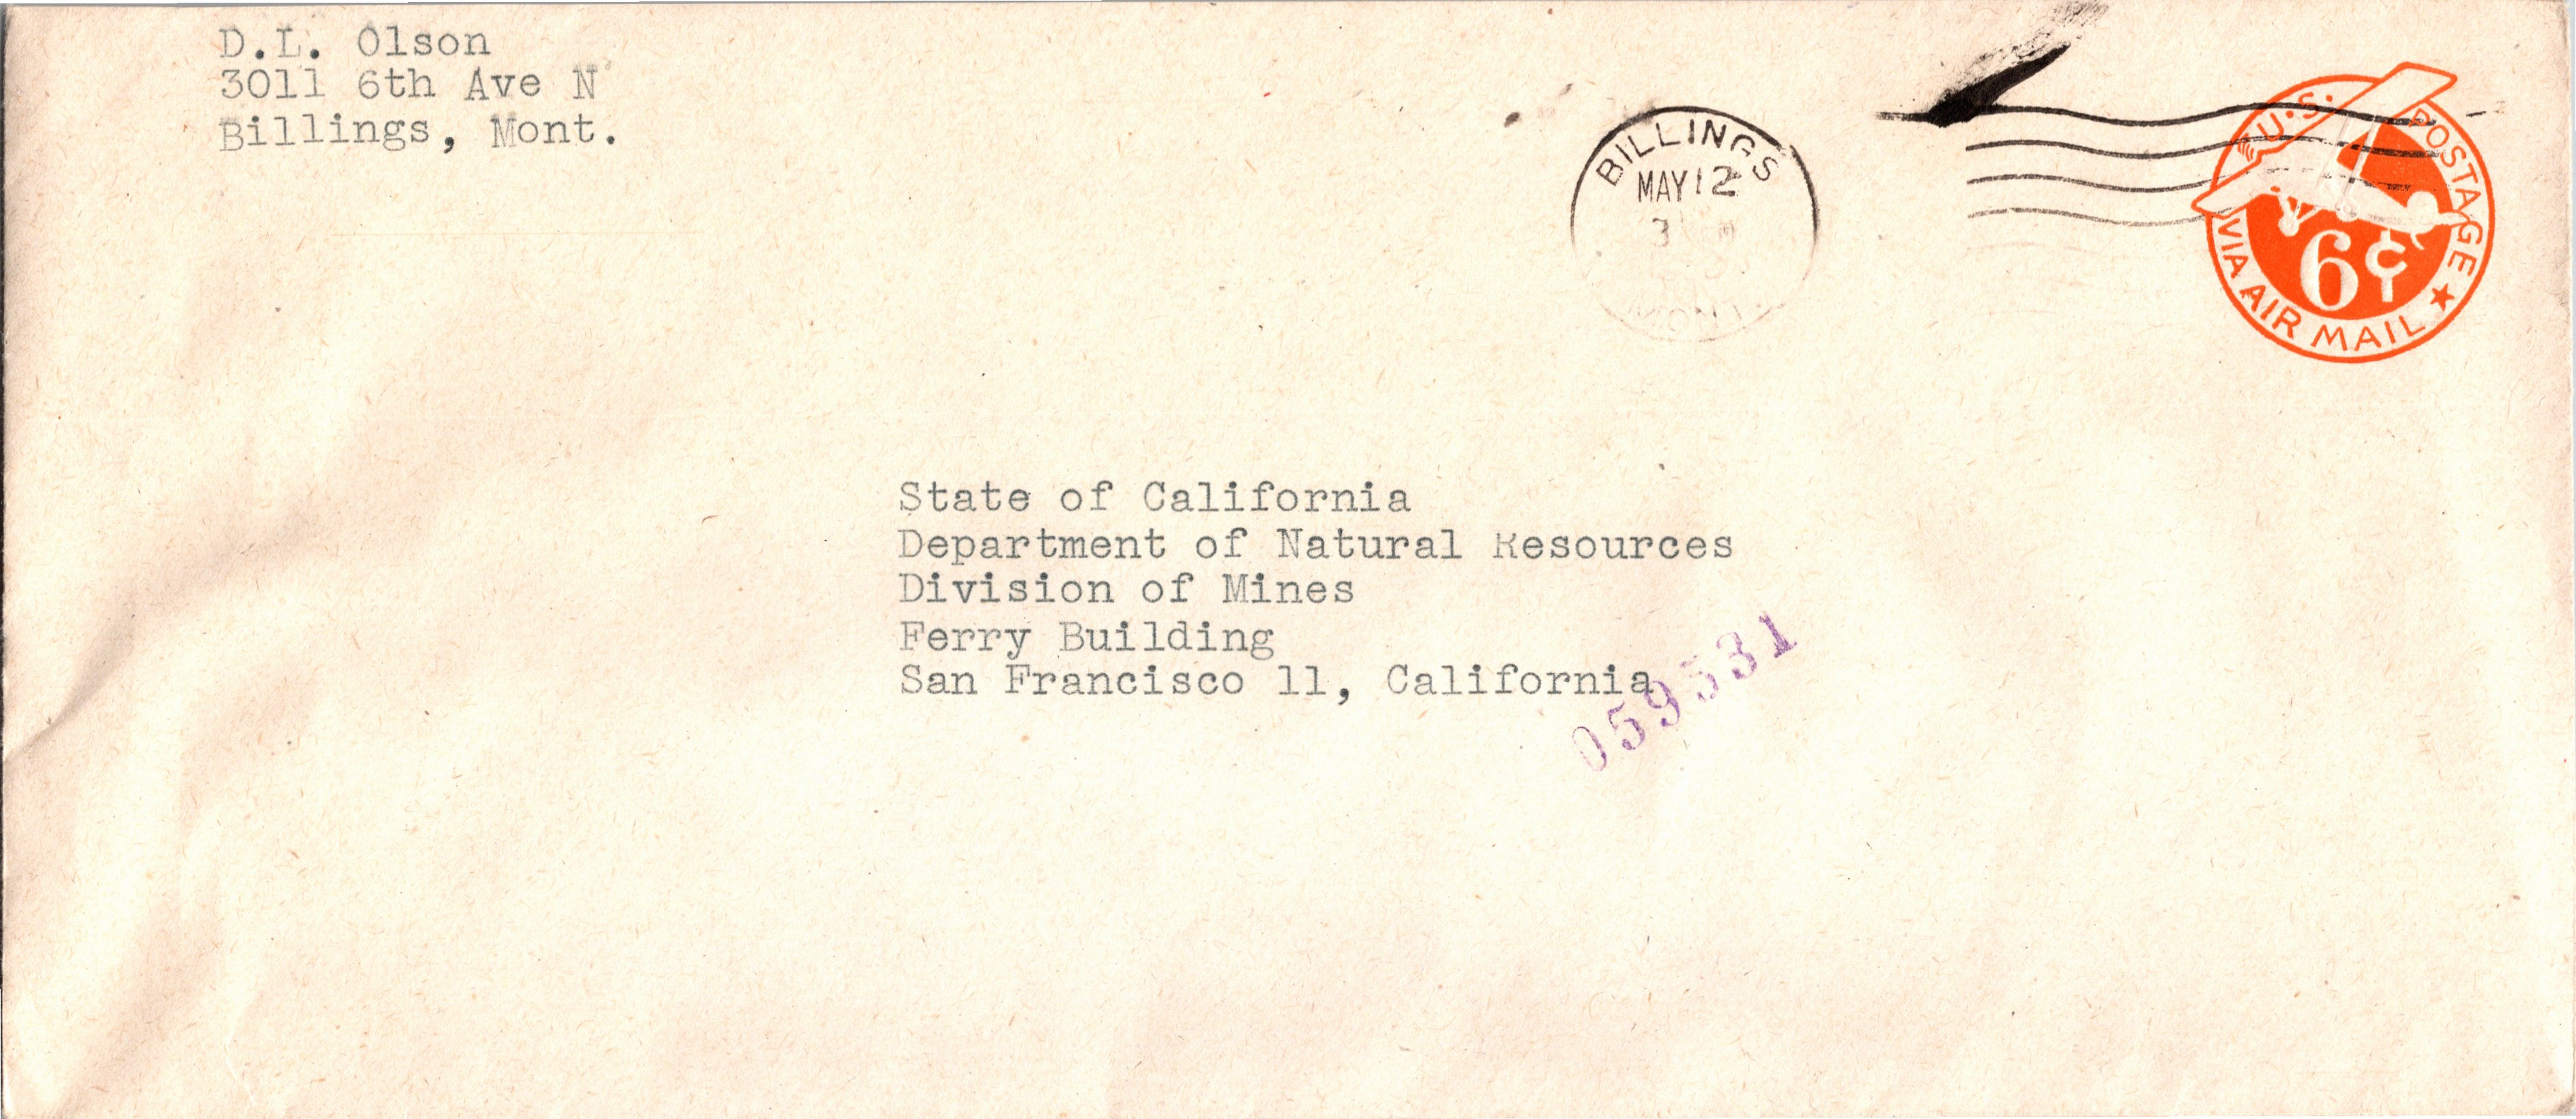 D.L. Olson
3011 6th Ave N
Billings, Mont.
BILLINGS
MAY 12
U.S. POSTAGE
6¢
VIA AIR MAIL
State of California
Department of Natural Resources
Division of Mines
Ferry Building
San Francisco 11, California
059531